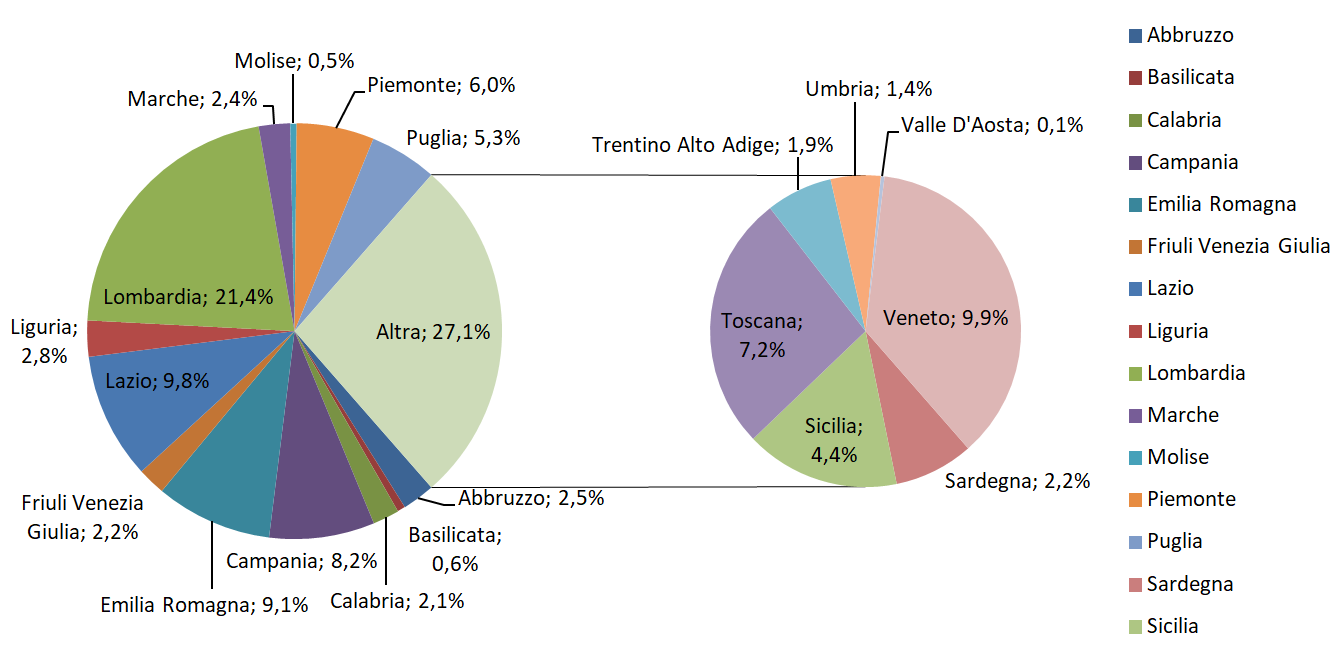 Molise; 0,5%
Piemonte; 6,0%
Marche; 2,4%
Puglia; 5,3%
Lombardia; 21,4%
Altra; 27,1%
Liguria;
2,8%
Lazio; 9,8%
Friuli Venezia
Giulia; 2,2%
Abbruzzo; 2,5%
Basilicata;
0,6%
Campania; 8,2%
Emilia Romagna; 9,1%
Calabria; 2,1%
Umbria; 1,4%
Valle D'Aosta; 0,1%
Trentino Alto Adige; 1,9%
Toscana;
7,2%
Veneto; 9,9%
Sicilia;
4,4%
Sardegna; 2,2%
Abbruzzo
Basilicata
Calabria
Campania
Emilia Romagna
Friuli Venezia Giulia
Lazio
Liguria
Lombardia
Marche
Molise
Piemonte
Puglia
Sardegna
Sicilia